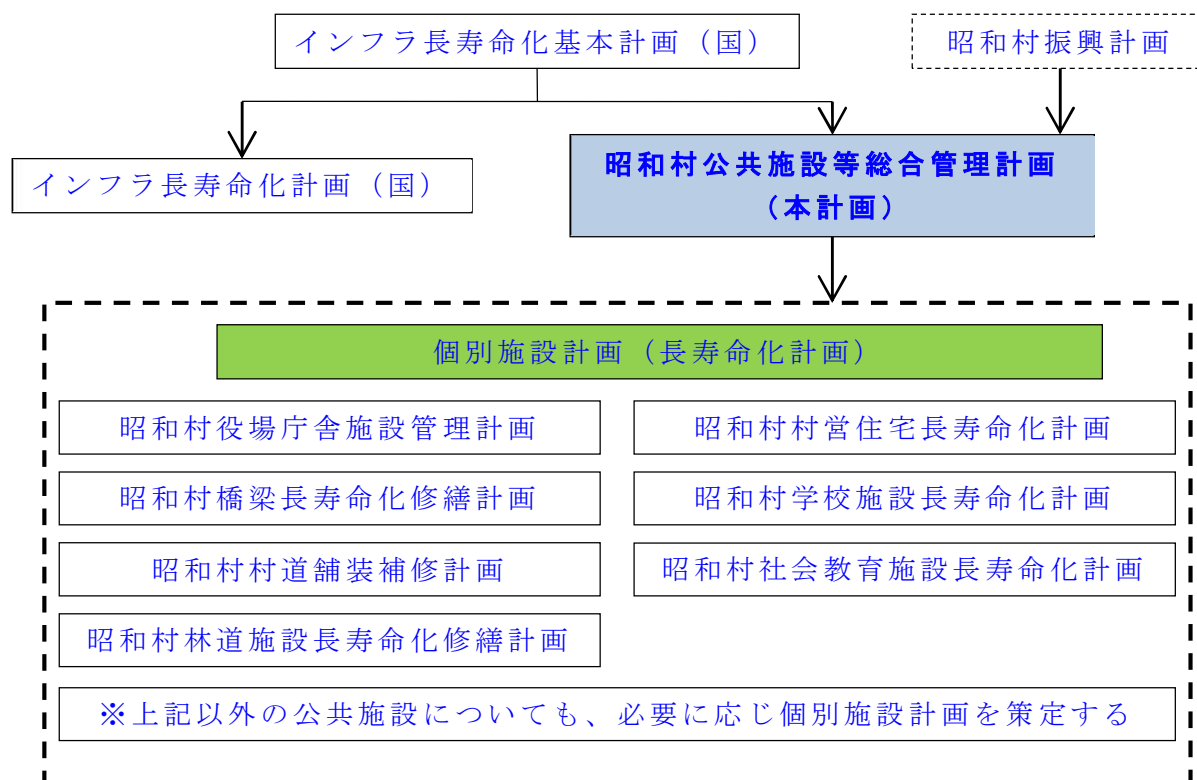 インフラ長寿命化基本計画（国）
昭和村振興計画
インフラ長寿命化計画（国）
昭和村公共施設等総合管理計画
（本計画）
個別施設計画（長寿命化計画）
昭和村役場庁舎施設管理計画
昭和村村営住宅長寿命化計画
昭和村橋梁長寿命化修繕計画
昭和村学校施設長寿命化計画
昭和村村道舗装補修計画
昭和村社会教育施設長寿命化計画
昭和村林道施設長寿命化修繕計画
※上記以外の公共施設についても、必要に応じ個別施設計画を策定する